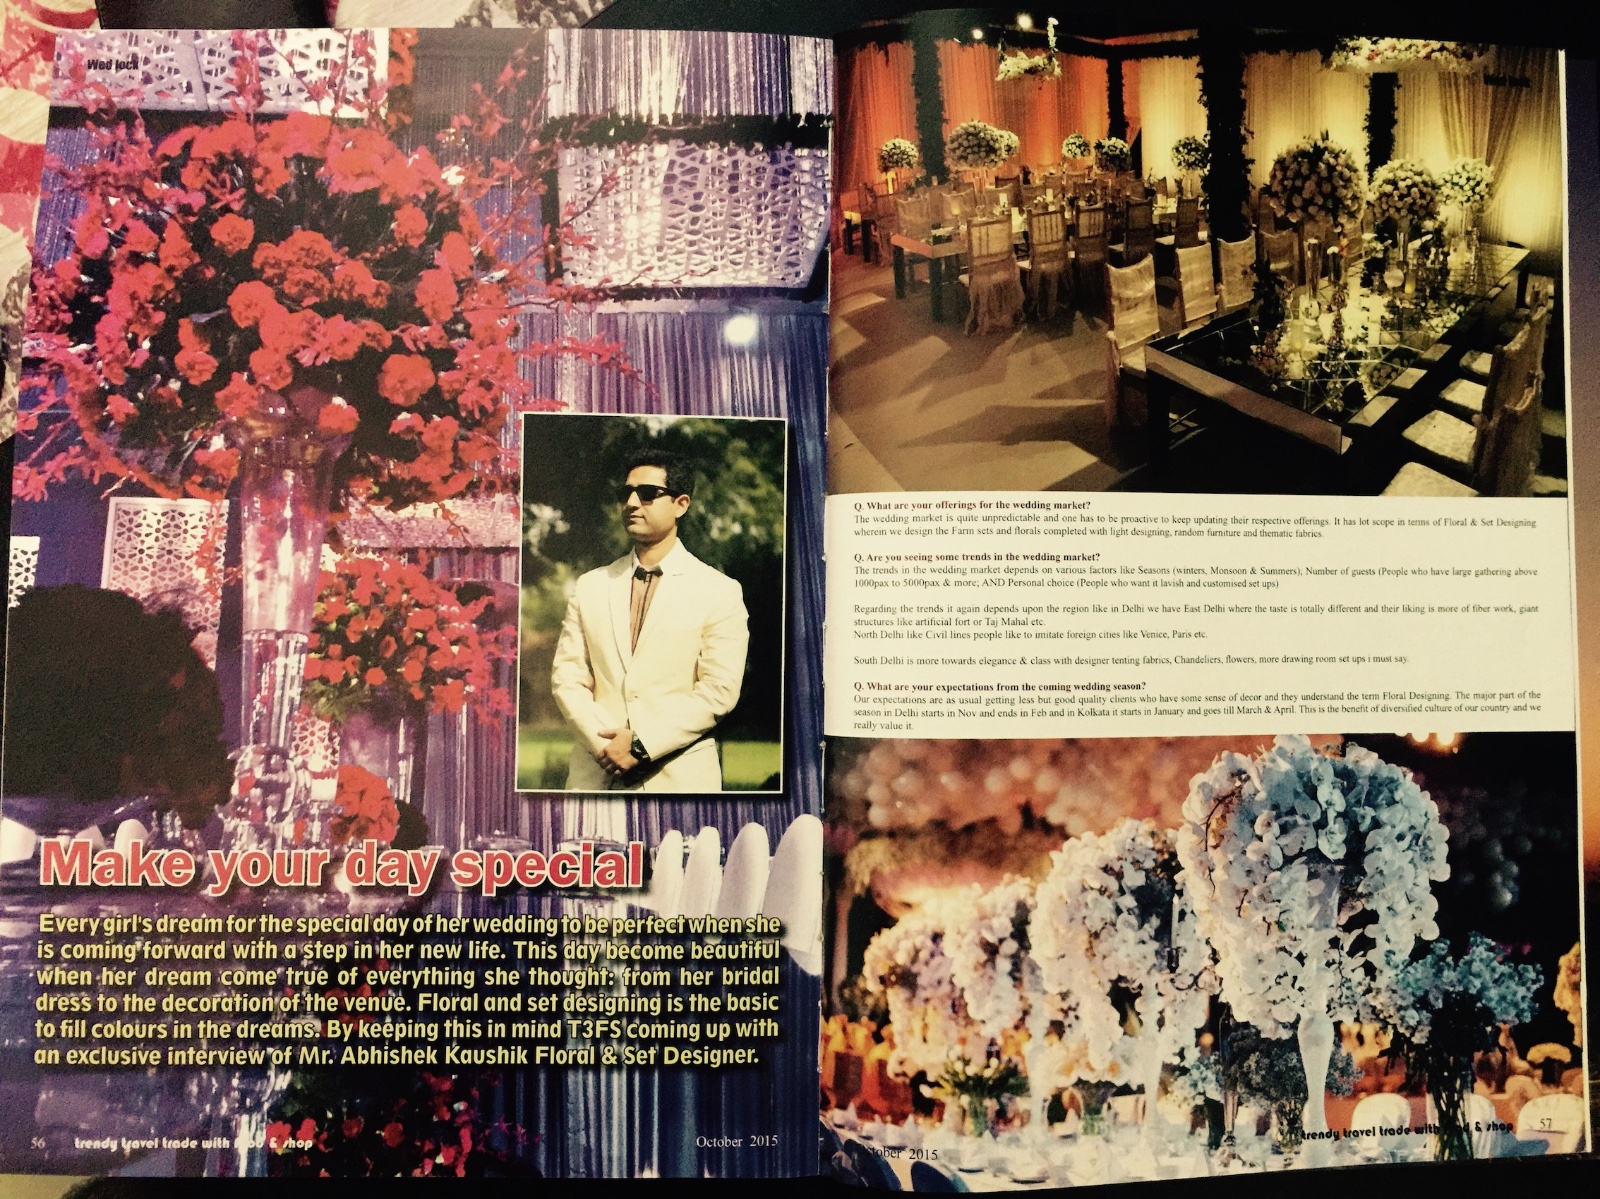 Wed lock
Make your day special
Every girl's dream for the special day of her wedding to be perfect when she
is coming forward with a step in her new life. This day become beautiful
when her dream come true of everything she thought: from her bridal
dress to the decoration of the venue. Floral and set designing is the basic
to fill colours in the dreams. By keeping this in mind T3FS coming up with
an exclusive interview of Mr. Abhishek Kaushik Floral & Set Designer.
56 trendy travel trade with food & shop October 2015
Q. What are your offerings for the wedding market?
The wedding market is quite unpredictable and one has to be proactive to keep updating their respective offerings. It has lot scope in terms of Floral & Set Designing
wherein we design the Farm sets and florals completed with light designing, random furniture and thematic fabrics.
Q. Are you seeing some trends in the wedding market?
The trends in the wedding market depends on various factors like Seasons (winters, Monsoon & Summers); Number of guests (People who have large gathering above
1000pax to 5000pax & more; AND Personal choice (People who want it lavish and customised set ups)
Regarding the trends it again depends upon the region like in Delhi we have East Delhi where the taste is totally different and their liking is more of fiber work, giant
structures like artificial fort or Taj Mahal etc.
North Delhi like Civil lines people like to imitate foreign cities like Venice, Paris etc.
South Delhi is more towards elegance & class with designer tenting fabrics, Chandeliers, flowers, more drawing room set ups i must say.
Q. What are your expectations from the coming wedding season?
Our expectations are as usual getting less but good quality clients who have some sense of decor and they understand the term Floral Designing. The major part of the
season in Delhi starts in Nov and ends in Feb and in Kolkata it starts in January and goes till March & April. This is the benefit of diversified culture of our country and we
really value it.
October 2015 trendy travel trade with food & shop 57